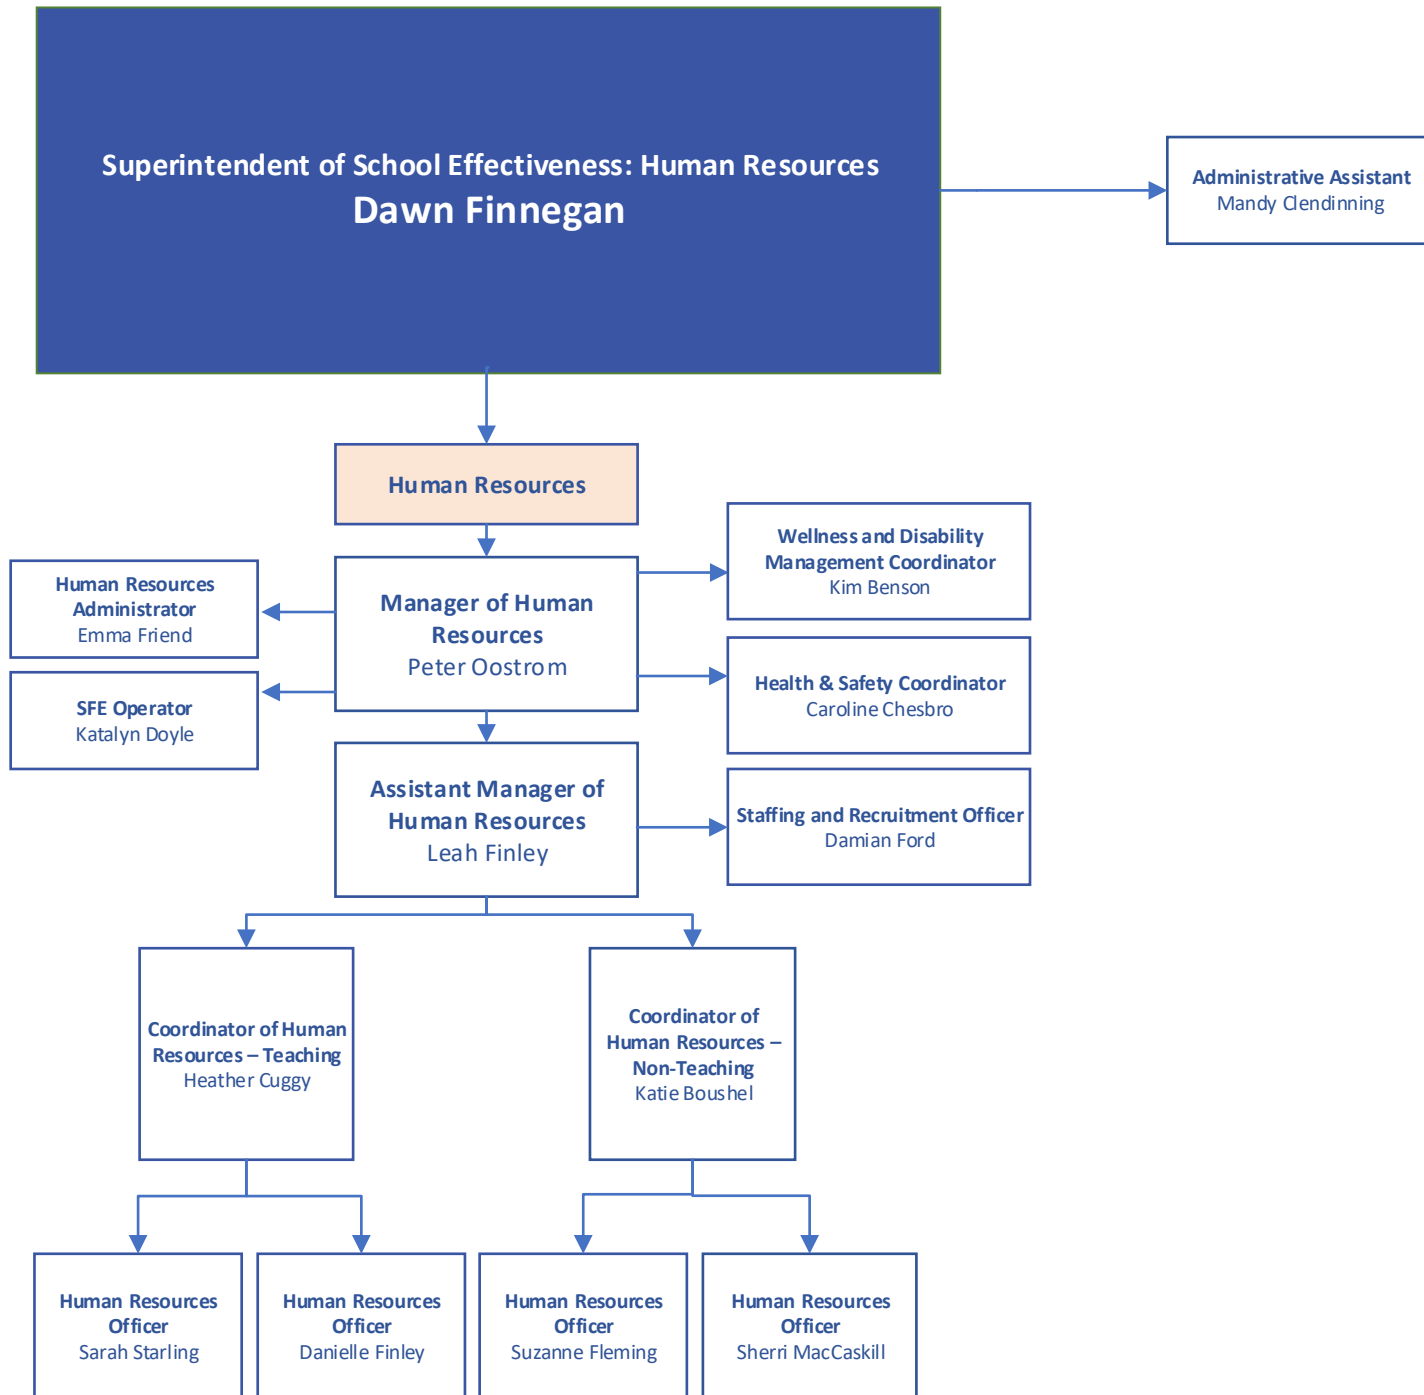 Superintendent of School Effectiveness: Human Resources
Dawn Finnegan
Administrative Assistant
Mandy Clendinning
Human Resources
Wellness and Disability
Management Coordinator
Kim Benson
Human Resources
Administrator
Emma Friend
Manager of Human
Resources
Peter Oostrom
Health & Safety Coordinator
Caroline Chesbro
SFE Operator
Katalyn Doyle
Assistant Manager of
Human Resources
Leah Finley
Staffing and Recruitment Officer
Damian Ford
Coordinator of Human
Resources – Teaching
Heather Cuggy
Coordinator of
Human Resources –
Non-Teaching
Katie Boushel
Human Resources
Officer
Sarah Starling
Human Resources
Officer
Danielle Finley
Human Resources
Officer
Suzanne Fleming
Human Resources
Officer
Sherri MacCaskill